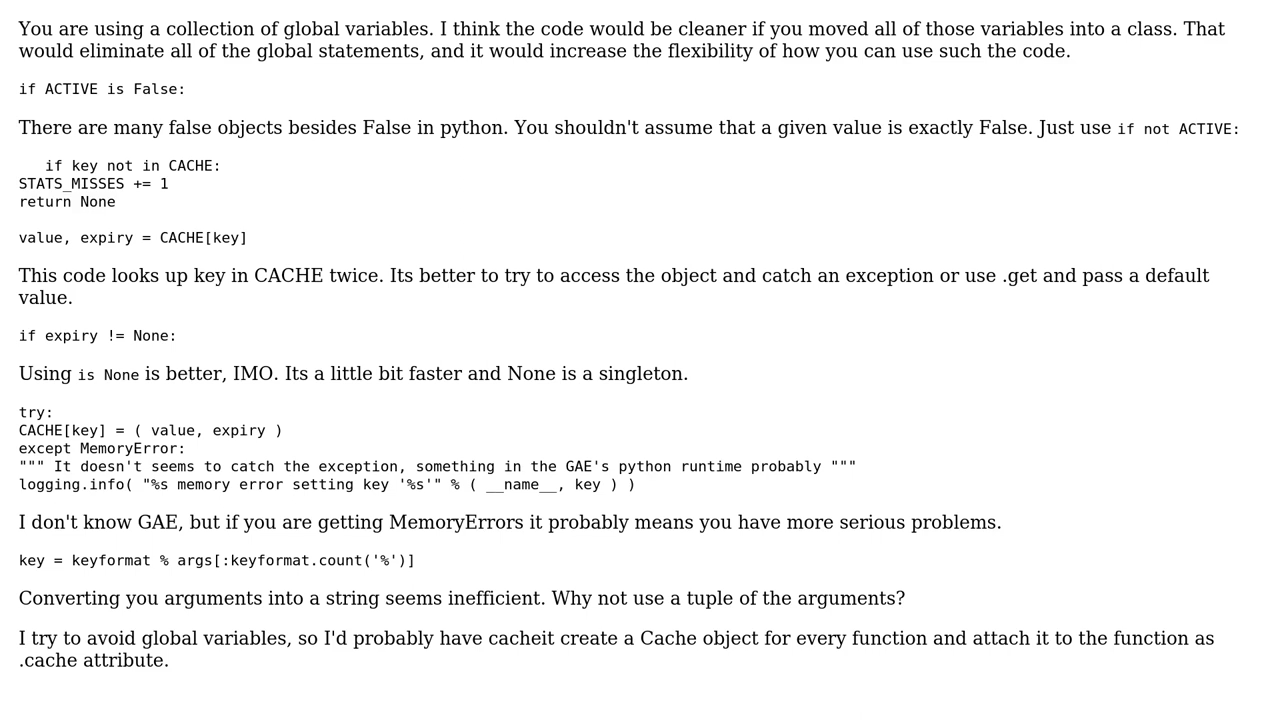 You are using a collection of global variables. I think the code would be cleaner if you moved all of those variables into a class. That
would eliminate all of the global statements, and it would increase the flexibility of how you can use such the code.
if ACTIVE is False:
There are many false objects besides False in python. You shouldn't assume that a given value is exactly False. Just use if not ACTIVE:
if key not in CACHE:
STATS_MISSES += 1
return None
value, expiry = CACHE[key]
This code looks up key in CACHE twice. Its better to try to access the object and catch an exception or use .get and pass a default
value.
if expiry != None:
Using is None is better, IMO. Its a little bit faster and None is a singleton.
try:
CACHE[key] = ( value, expiry )
except MemoryError:
""" It doesn't seems to catch the exception, something in the GAE's python runtime probably """
logging.info( "%s memory error setting key '%s'" % ( __name__, key ) )
I don't know GAE, but if you are getting MemoryErrors it probably means you have more serious problems.
key = keyformat % args[:keyformat.count('%')]
Converting you arguments into a string seems inefficient. Why not use a tuple of the arguments?
I try to avoid global variables, so I'd probably have cacheit create a Cache object for every function and attach it to the function as
.cache attribute.